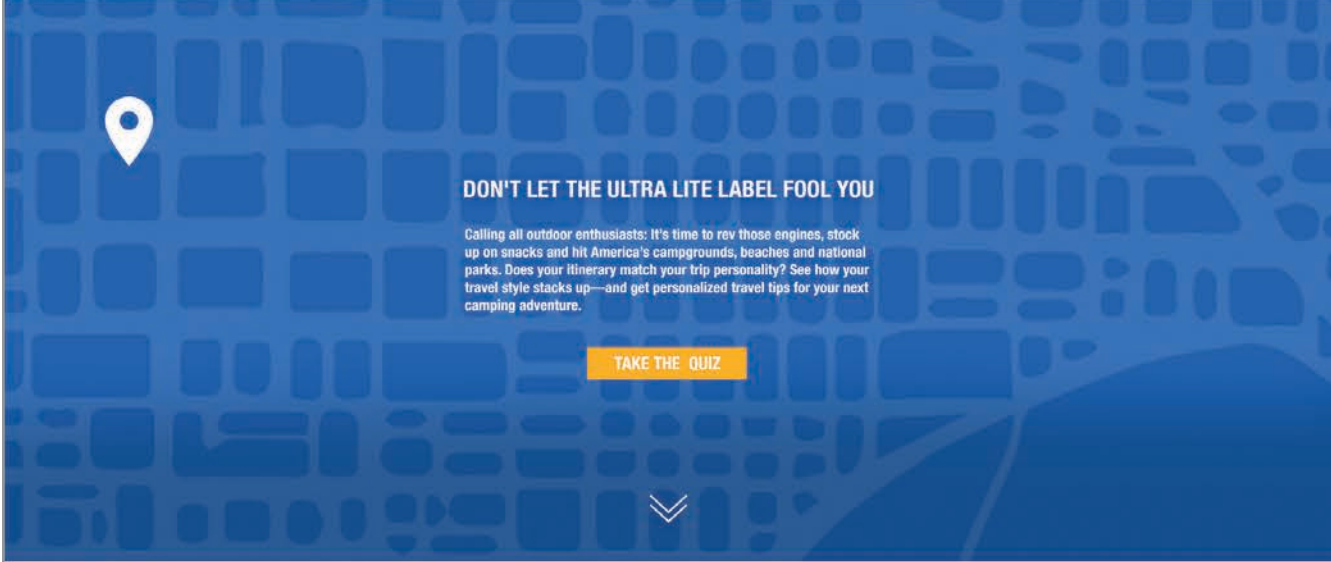 DON'T LET THE ULTRA LITE LABEL FOOL YOU
Calling all outdoor enthusiasts: It's time to rev those engines, stock
up on snacks and hit America's campgrounds, beaches and national
parks. Does your itinerary match your trip personality? See how your
travel style stacks up—and get personalized travel tips for your next
camping adventure.
TAKE THE QUIZ